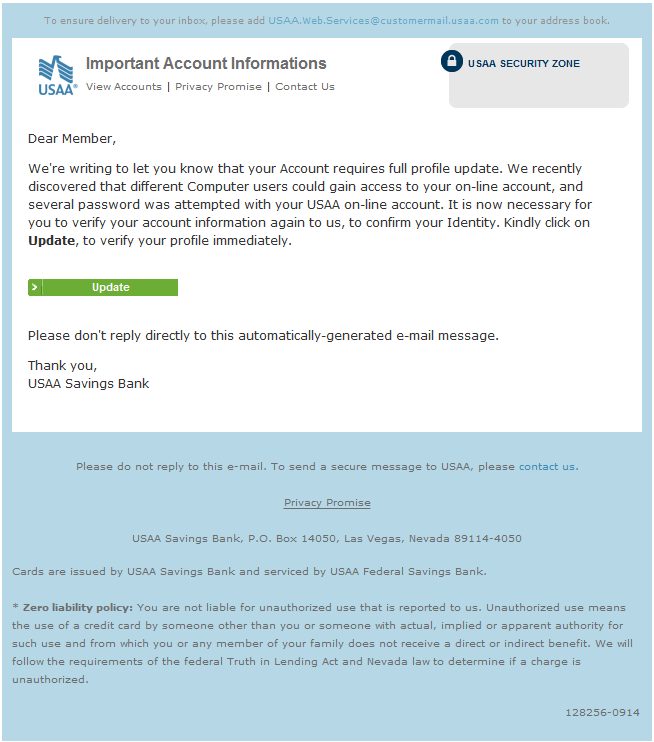 To ensure delivery to your inbox, please add USAA.Web.Services@customermail.usaa.com to your address book.
USAA®
Important Account Informations
View Accounts | Privacy Promise | Contact Us
USAA SECURITY ZONE
Dear Member,
We're writing to let you know that your Account requires full profile update. We recently
discovered that different Computer users could gain access to your on-line account, and
several password was attempted with your USAA on-line account. It is now necessary for
you to verify your account information again to us, to confirm your Identity. Kindly click on
Update, to verify your profile immediately.
> Update
Please don't reply directly to this automatically-generated e-mail message.
Thank you,
USAA Savings Bank
Please do not reply to this e-mail. To send a secure message to USAA, please contact us.
Privacy Promise
USAA Savings Bank, P.O. Box 14050, Las Vegas, Nevada 89114-4050
Cards are issued by USAA Savings Bank and serviced by USAA Federal Savings Bank.
* Zero liability policy: You are not liable for unauthorized use that is reported to us. Unauthorized use means
the use of a credit card by someone other than you or someone with actual, implied or apparent authority for
such use and from which you or any member of your family does not receive a direct or indirect benefit. We will
follow the requirements of the federal Truth in Lending Act and Nevada law to determine if a charge is
unauthorized.
128256-0914